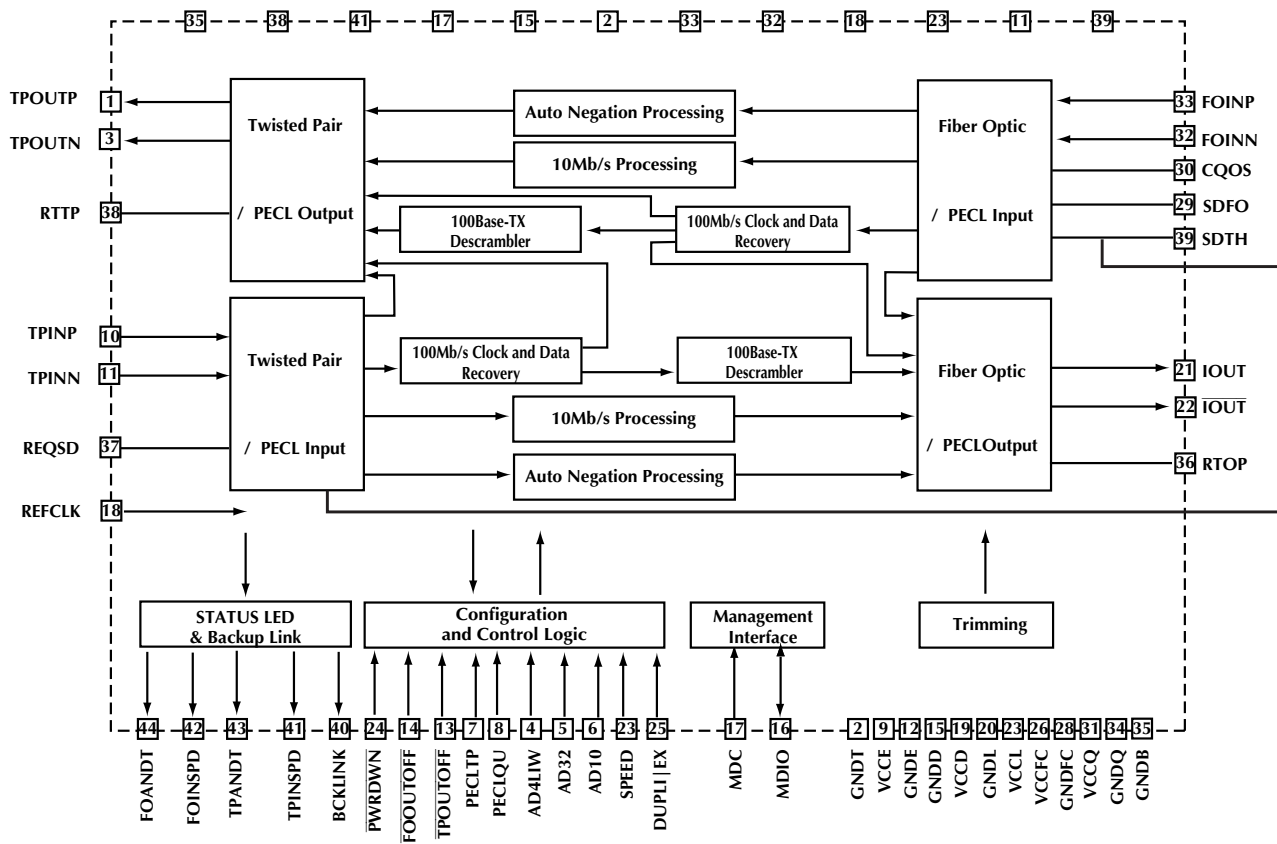 35 38 41 17 15 2 33 32 18 23 11 39
TPOUTP 1
TPOUTN 3
RTTP 38
Twisted Pair
/ PECL Output
Auto Negation Processing
10Mb/s Processing
100Base-TX
Descrambler
100Mb/s Clock and Data
Recovery
Fiber Optic
/ PECL Input
33 FOINP
32 FOINN
30 CQOS
29 SDFO
39 SDTH
TPINP 10
TPINN 11
REQSD 37
REFCLK 18
Twisted Pair
/ PECL Input
100Mb/s Clock and Data
Recovery
100Base-TX
Descrambler
10Mb/s Processing
Auto Negation Processing
Fiber Optic
/ PECLOutput
21 IOUT
22 IOUT
36 RTOP
STATUS LED
& Backup Link
Configuration
and Control Logic
Management
Interface
Trimming
44 42 43 41 40 24 14 13 7 8 4 5 6 23 25 17 16 2 9 12 15 19 20 23 26 28 31 34 35
FOANDT
FOINSPD
TPANDT
TPINSPD
BCKLINK
PWRDWN
FOOUTOFF
TPOUTOFF
PECLTP
PECLQU
AD4LIW
AD32
AD10
SPEED
DUPLI|EX
MDC
MDIO
GNDT
VCCE
GNDE
GNDD
VCCD
GNDL
VCCL
VCCFC
GNDFC
VCCQ
GNDQ
GNDB